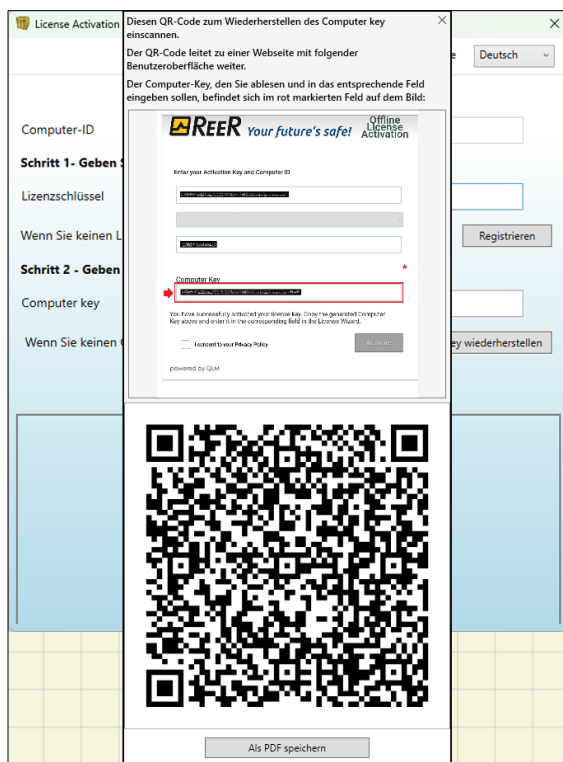 License Activation
Deutsch
Computer-ID
Schritt 1- Geben
Lizenzschlüssel
Wenn Sie keinen
Registrieren
Schritt 2 - Geben
Computer key
Wenn Sie keinen
wiederherstellen
Diesen QR-Code zum Wiederherstellen des Computer key
einscannen.
Der QR-Code leitet zu einer Webseite mit folgender
Benutzeroberfläche weiter.
Der Computer-Key, den Sie ablesen und in das entsprechende Feld
eingeben sollen, befindet sich im rot markierten Feld auf dem Bild:
REER Your future's safe!
Offline
License
Activation
Enter your Activation Key and Computer ID
*
Computer Key
You have successfully activated your license key. Copy the generated Computer
Key above and enter it in the corresponding field in the License Wizard.
I consent to your Privacy Policy
Activate
powered by QLM
Als PDF speichern